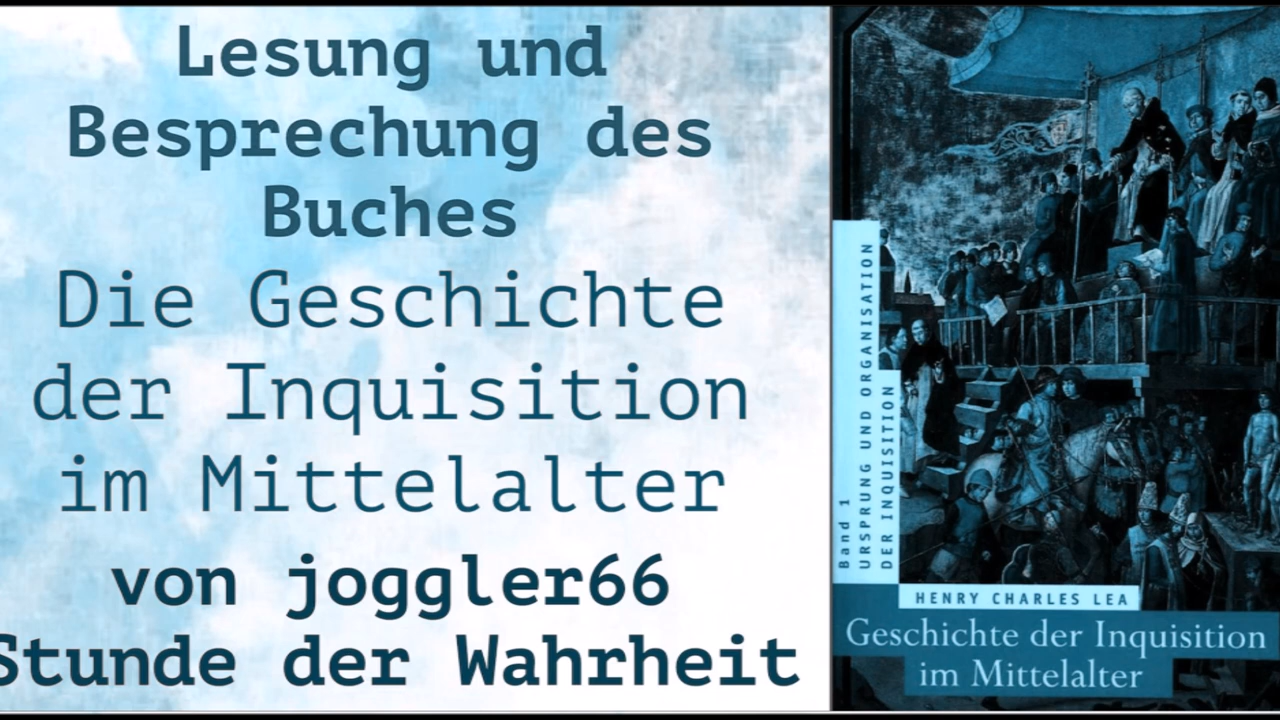 Lesung und
Besprechung des
Buches
Die Geschichte
der Inquisition
im Mittelalter
von joggler66
Stunde der Wahrheit
Band 1
URSPRUNG UND ORGANISATION
DER INQUISITION
HENRY CHARLES LEA
Geschichte der Inquisition
im Mittelalter